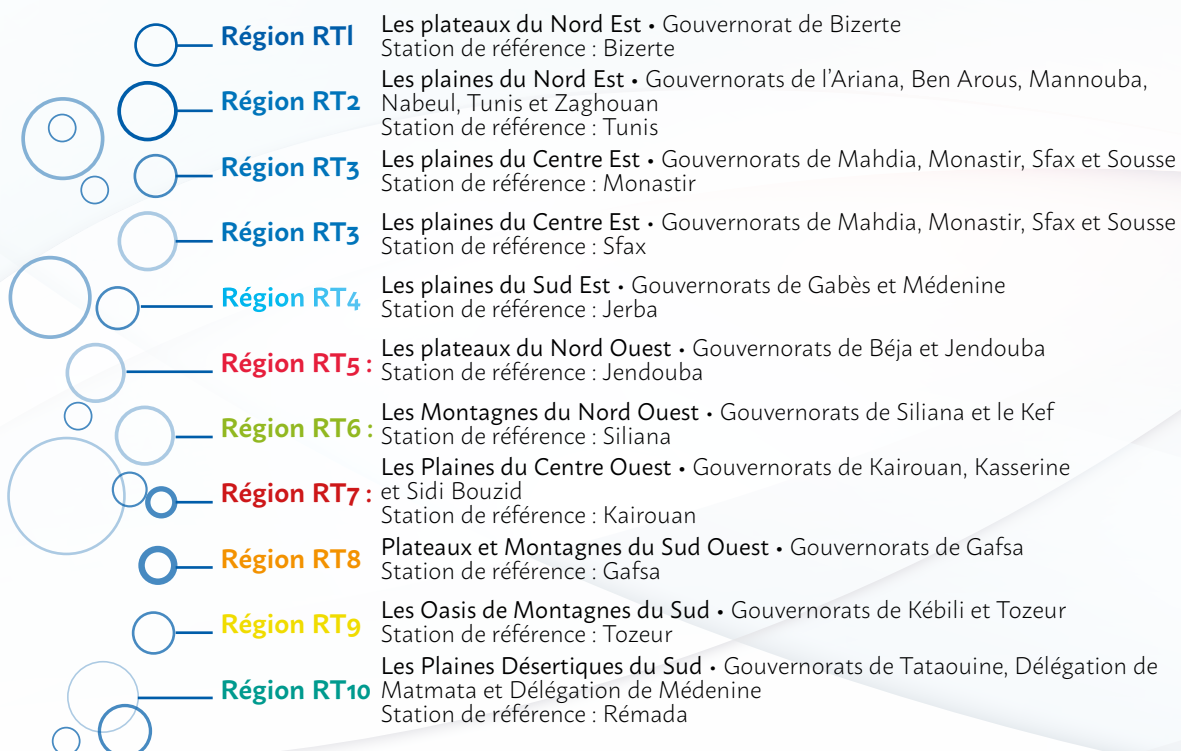 Région RT1 Les plateaux du Nord Est • Gouvernorat de Bizerte
Station de référence : Bizerte
Les plaines du Nord Est • Gouvernorats de l'Ariana, Ben Arous, Mannouba,
Région RT2 Nabeul, Tunis et Zaghouan
Station de référence : Tunis
Région RT3 Les plaines du Centre Est • Gouvernorats de Mahdia, Monastir, Sfax et Sousse
Station de référence : Monastir
Région RT3 Les plaines du Centre Est • Gouvernorats de Mahdia, Monastir, Sfax et Sousse
Station de référence : Sfax
Région RT4 Les plaines du Sud Est • Gouvernorats de Gabès et Médenine
Station de référence : Jerba
Région RT5 : Les plateaux du Nord Ouest • Gouvernorats de Béja et Jendouba
Station de référence : Jendouba
Région RT6 : Les Montagnes du Nord Ouest • Gouvernorats de Siliana et le Kef
Station de référence : Siliana
Les Plaines du Centre Ouest • Gouvernorats de Kairouan, Kasserine
Région RT7 : et Sidi Bouzid
Station de référence : Kairouan
Région RT8 Plateaux et Montagnes du Sud Ouest • Gouvernorats de Gafsa
Station de référence : Gafsa
Région RT9 Les Oasis de Montagnes du Sud • Gouvernorats de Kébili et Tozeur
Station de référence : Tozeur
Les Plaines Désertiques du Sud • Gouvernorats de Tataouine, Délégation de
Région RT10 Matmata et Délégation de Médenine
Station de référence : Rémada